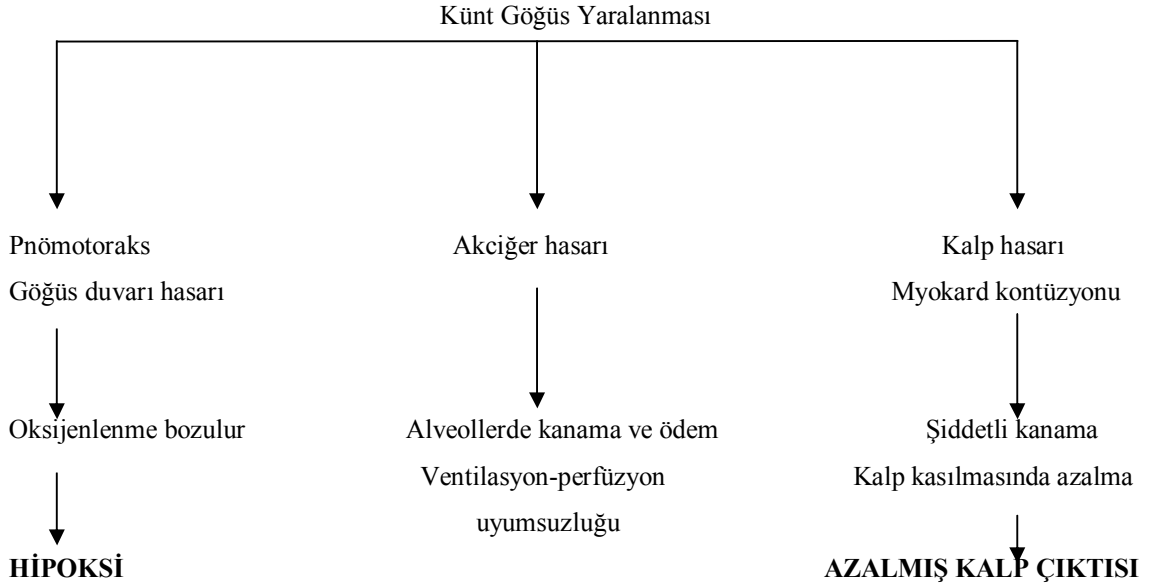 Künt Göğüs Yaralanması
Pnömotoraks
Göğüs duvarı hasarı
Akciğer hasarı
Kalp hasarı
Myokard kontüzyonu
Oksijenlenme bozulur
Alveollerde kanama ve ödem
Ventilasyon-perfüzyon
uyumsuzluğu
Şiddetli kanama
Kalp kasılmasında azalma
HİPOKSİ
AZALMIŞ KALP ÇIKTISI